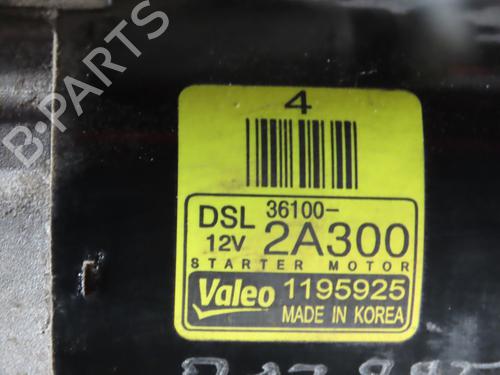 B-PARTS
4
DSL 36100-
12V 2A300
STARTER MOTOR
Valeo 1195925
MADE IN KOREA